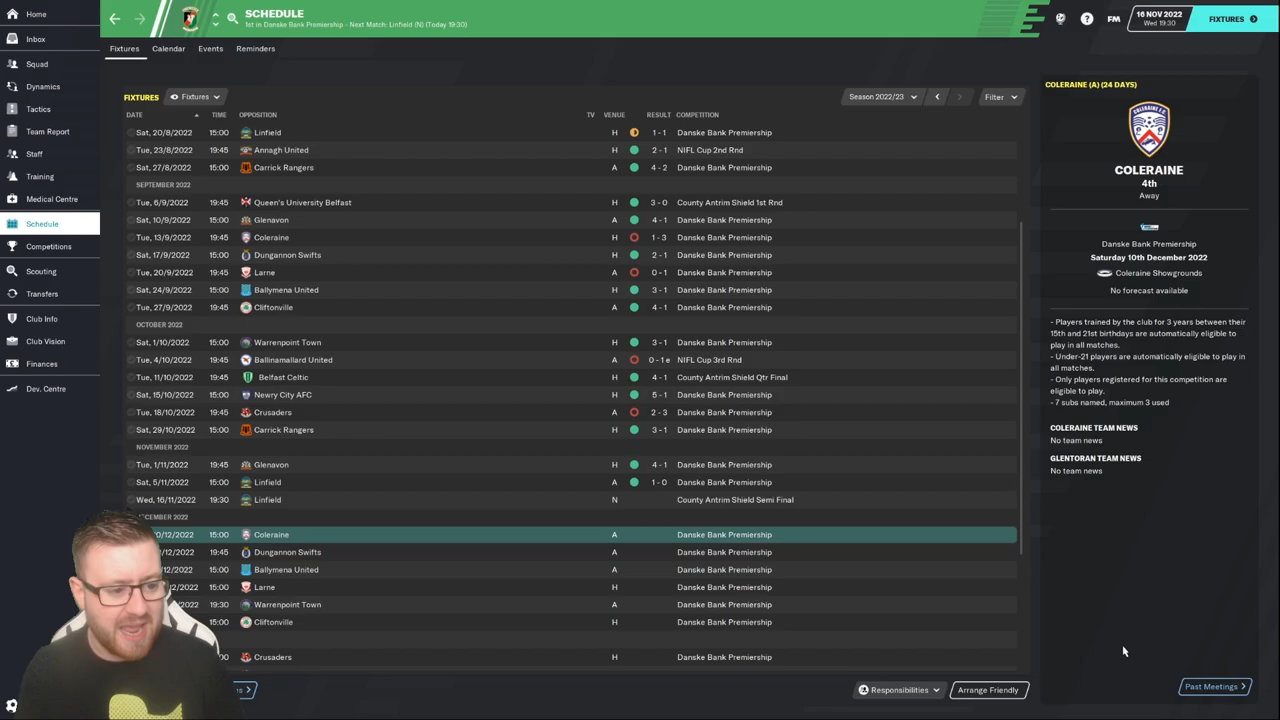 Home
SCHEDULE
1st in Danske Bank Premiership - Next Match: Linfield (N) (Today 19:30)
FM
16 NOV 2022
Wed 19:30
FIXTURES
Inbox
Squad
Dynamics
Tactics
Team Report
Staff
Training
Medical Centre
Schedule
Competitions
Scouting
Transfers
Club Info
Club Vision
Finances
Dev. Centre
Fixtures Calendar Events Reminders
FIXTURES Fixtures Season 2022/23 Filter
DATE TIME OPPOSITION TV VENUE RESULT COMPETITION
Sat, 20/8/2022 15:00 Linfield H 1 - 1 Danske Bank Premiership
Tue, 23/8/2022 19:45 Annagh United H 2 - 1 NIFL Cup 2nd Rnd
Sat, 27/8/2022 15:00 Carrick Rangers A 4 - 2 Danske Bank Premiership
SEPTEMBER 2022
Tue, 6/9/2022 19:45 Queen's University Belfast H 3 - 0 County Antrim Shield 1st Rnd
Sat, 10/9/2022 15:00 Glenavon A 4 - 1 Danske Bank Premiership
Tue, 13/9/2022 19:45 Coleraine H 1 - 3 Danske Bank Premiership
Sat, 17/9/2022 15:00 Dungannon Swifts H 2 - 1 Danske Bank Premiership
Tue, 20/9/2022 19:45 Larne A 0 - 1 Danske Bank Premiership
Sat, 24/9/2022 15:00 Ballymena United H 3 - 1 Danske Bank Premiership
Tue, 27/9/2022 19:45 Cliftonville A 4 - 1 Danske Bank Premiership
OCTOBER 2022
Sat, 1/10/2022 15:00 Warrenpoint Town H 3 - 1 Danske Bank Premiership
Tue, 4/10/2022 19:45 Ballinamallard United A 0 - 1 e NIFL Cup 3rd Rnd
Tue, 11/10/2022 19:45 Belfast Celtic H 4 - 1 County Antrim Shield Qtr Final
Sat, 15/10/2022 15:00 Newry City AFC H 5 - 1 Danske Bank Premiership
Tue, 18/10/2022 19:45 Crusaders A 2 - 3 Danske Bank Premiership
Sat, 29/10/2022 15:00 Carrick Rangers H 3 - 1 Danske Bank Premiership
NOVEMBER 2022
Tue, 1/11/2022 19:45 Glenavon H 4 - 1 Danske Bank Premiership
Sat, 5/11/2022 15:00 Linfield A 1 - 0 Danske Bank Premiership
Wed, 16/11/2022 19:30 Linfield N County Antrim Shield Semi Final
ECEMBER 2022
0/12/2022 15:00 Coleraine A Danske Bank Premiership
/12/2022 19:45 Dungannon Swifts A Danske Bank Premiership
/12/2022 15:00 Ballymena United A Danske Bank Premiership
/12/2022 15:00 Larne H Danske Bank Premiership
2022 19:30 Warrenpoint Town A Danske Bank Premiership
15:00 Cliftonville H Danske Bank Premiership
:00 Crusaders H Danske Bank Premiership
Responsibilities Arrange Friendly
COLERAINE (A) (24 DAYS)
COLERAINE
4th
Away
Danske Bank Premiership
Saturday 10th December 2022
Coleraine Showgrounds
No forecast available
- Players trained by the club for 3 years between their
15th and 21st birthdays are automatically eligible to
play in all matches.
- Under-21 players are automatically eligible to play in
all matches.
- Only players registered for this competition are
eligible to play.
- 7 subs named, maximum 3 used
COLERAINE TEAM NEWS
No team news
GLENTORAN TEAM NEWS
No team news
Past Meetings